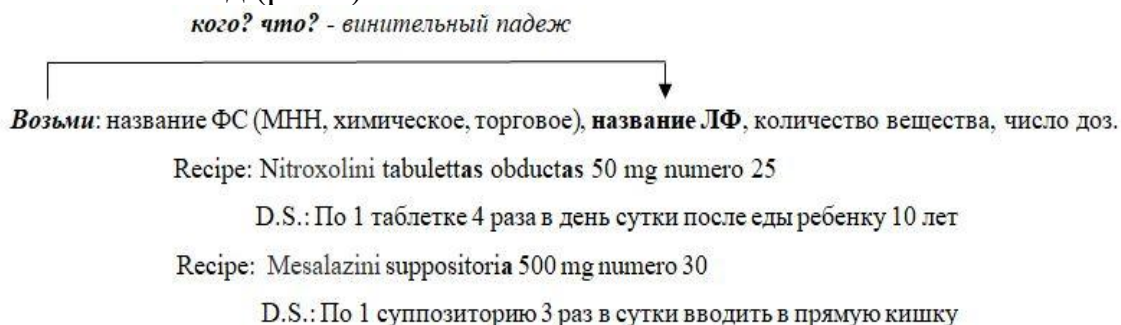 кого? что? - винительный падеж
Возьми: название ФС (МНН, химическое, торговое), название ЛФ, количество вещества, число доз.
Recipe: Nitroxolini tabulettas obductas 50 mg numero 25
D.S.: По 1 таблетке 4 раза в день сутки после еды ребенку 10 лет
Recipe: Mesalazini suppositoria 500 mg numero 30
D.S.: По 1 суппозиторию 3 раз в сутки вводить в прямую кишку